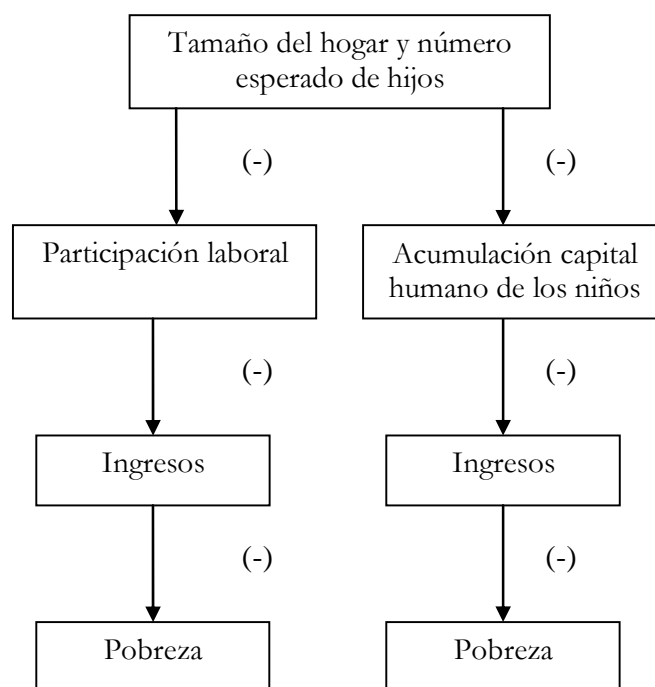 Tamaño del hogar y número
esperado de hijos
(-)
(-)
Participación laboral
Acumulación capital
humano de los niños
(-)
(-)
Ingresos
Ingresos
(-)
(-)
Pobreza
Pobreza